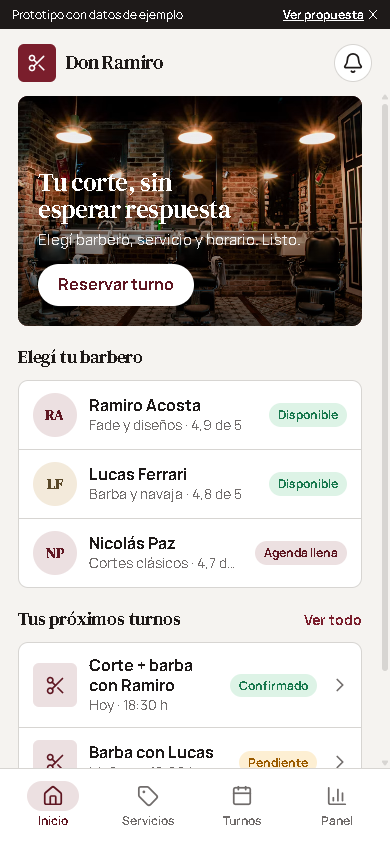 Prototipo con datos de ejemplo
Ver propuesta
Don Ramiro
Tu corte, sin
esperar respuesta
Elegí barbero, servicio y horario. Listo.
Reservar turno
Elegí tu barbero
RA
Ramiro Acosta
Fade y diseños · 4,9 de 5
Disponible
LF
Lucas Ferrari
Barba y navaja · 4,8 de 5
Disponible
NP
Nicolás Paz
Cortes clásicos · 4,7 d...
Agenda llena
Tus próximos turnos
Ver todo
Corte + barba
con Ramiro
Hoy · 18:30 h
Confirmado
Barba con Lucas
Pendiente
Inicio
Servicios
Turnos
Panel